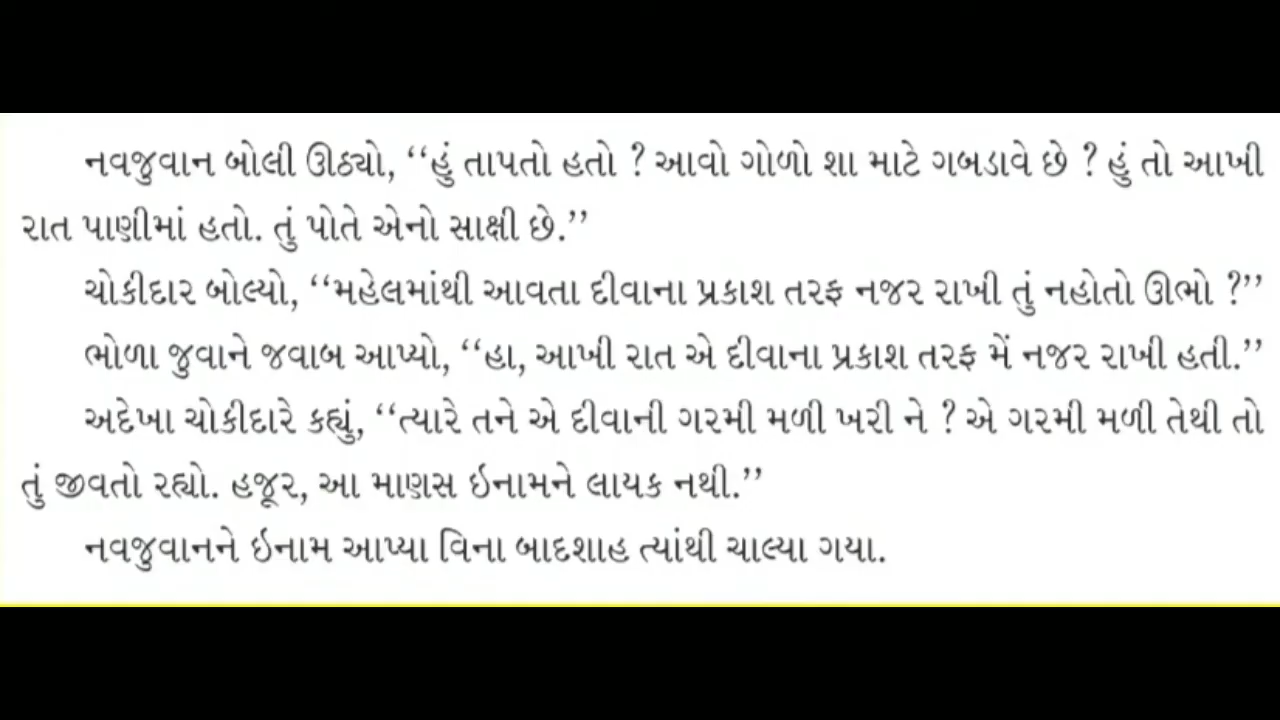 નવજુવાન બોલી ઊઠ્યો, “હું તાપતો હતો ? આવો ગોળો શા માટે ગબડાવે છે ? હું તો આખી
રાત પાણીમાં હતો. તું પોતે એનો સાક્ષી છે.”
ચોકીદાર બોલ્યો, “મહેલમાંથી આવતા દીવાના પ્રકાશ તરફ નજર રાખી તું નહોતો ઊભો ?”
ભોળા જુવાને જવાબ આપ્યો, “હા, આખી રાત એ દીવાના પ્રકાશ તરફ મેં નજર રાખી હતી.”
અદેખા ચોકીદારે કહ્યું, “ત્યારે તને એ દીવાની ગરમી મળી ખરી ને ? એ ગરમી મળી તેથી તો
તું જીવતો રહ્યો. હજૂર, આ માણસ ઇનામને લાયક નથી.”
નવજુવાનને ઇનામ આપ્યા વિના બાદશાહ ત્યાંથી ચાલ્યા ગયા.